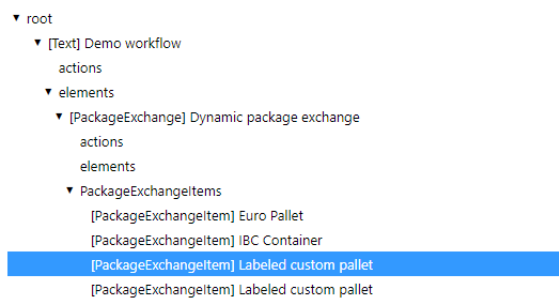 root
[Text] Demo workflow
actions
elements
[PackageExchange] Dynamic package exchange
actions
elements
PackageExchangeItems
[PackageExchangeItem] Euro Pallet
[PackageExchangeItem] IBC Container
[PackageExchangeItem] Labeled custom pallet
[PackageExchangeItem] Labeled custom pallet